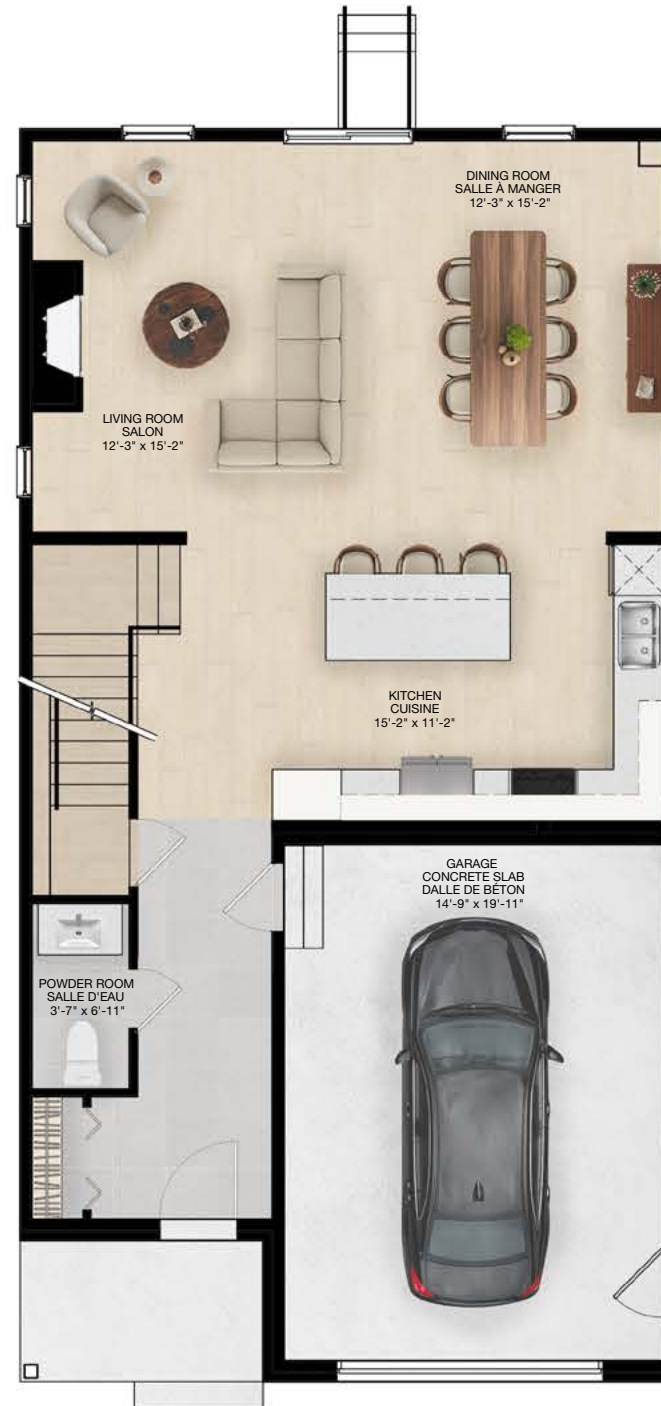 DINING ROOM
SALLE À MANGER
12'-3" x 15'-2"
LIVING ROOM
SALON
12'-3" x 15'-2"
KITCHEN
CUISINE
15'-2" x 11'-2"
GARAGE
CONCRETE SLAB
DALLE DE BÉTON
14'-9" x 19'-11"
POWDER ROOM
SALLE D'EAU
3'-7" x 6'-11"